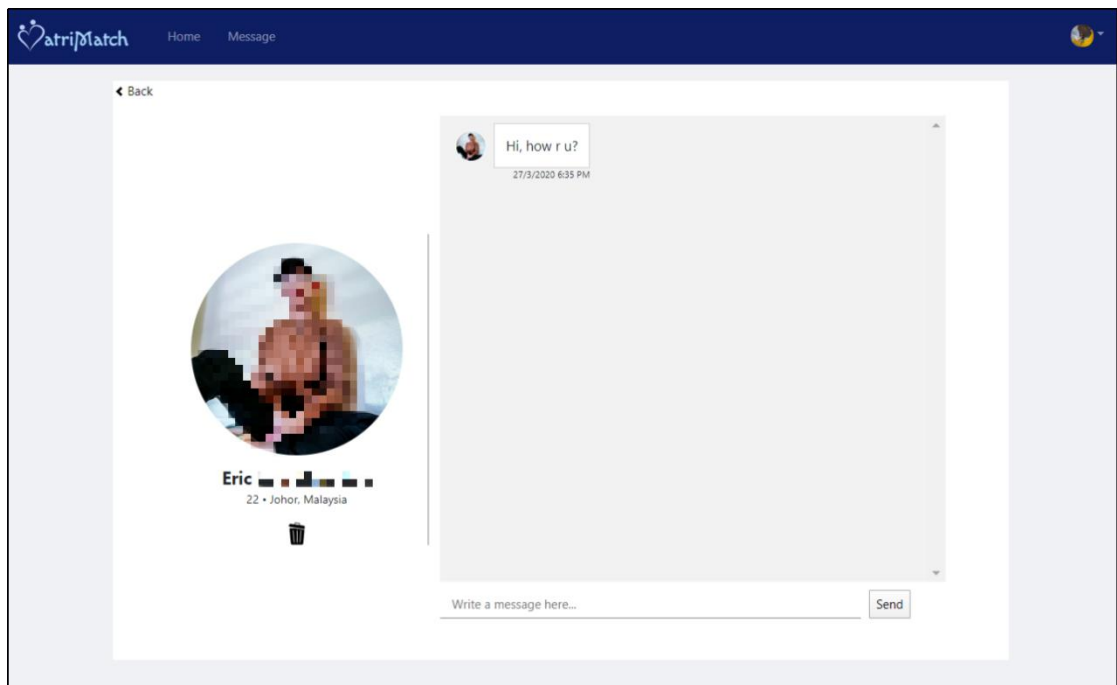 MatriMatch Home Message
Back
Hi, how r u?
27/3/2020 6:35 PM
Eric
22 • Johor, Malaysia
Write a message here... Send